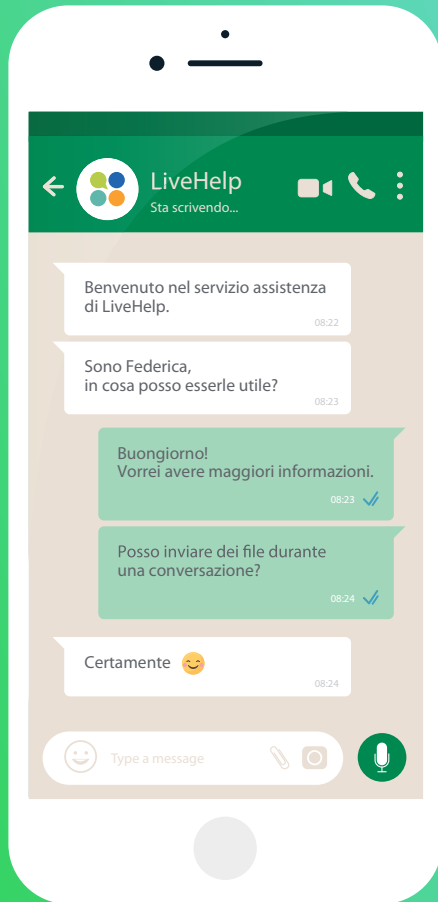 LiveHelp
Sta scrivendo...
Benvenuto nel servizio assistenza
di LiveHelp.
08:22
Sono Federica,
in cosa posso esserle utile?
08:23
Buongiorno!
Vorrei avere maggiori informazioni.
08:23
Posso inviare dei file durante
una conversazione?
08:24
Certamente 😊
08:24
Type a message